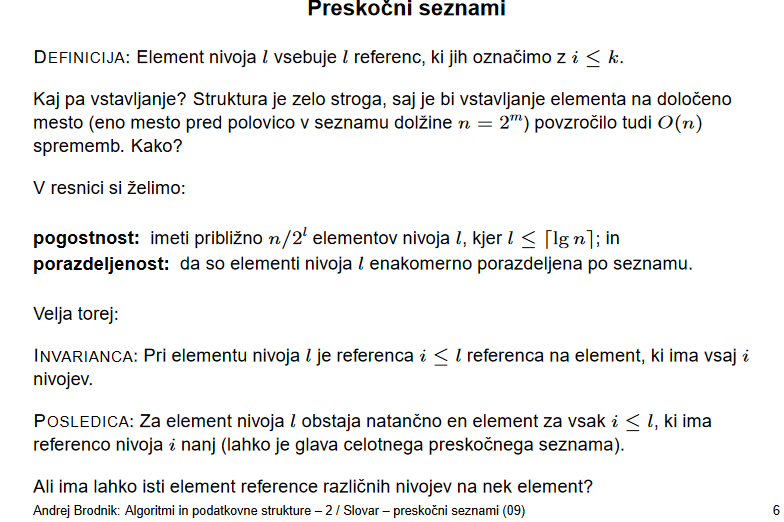 Preskočni seznami
DEFINICIJA: Element nivoja l vsebuje l referenc, ki jih označimo z i ≤ k.
Kaj pa vstavljanje? Struktura je zelo stroga, saj je bi vstavljanje elementa na določeno
mesto (eno mesto pred polovico v seznamu dolžine n = 2^m) povzročilo tudi O(n)
sprememb. Kako?
V resnici si želimo:
pogostnost: imeti približno n/2^l elementov nivoja l, kjer l ≤ ⌈lg n⌉; in
porazdeljenost: da so elementi nivoja l enakomerno porazdeljena po seznamu.
Velja torej:
INVARIANCA: Pri elementu nivoja l je referenca i ≤ l referenca na element, ki ima vsaj i
nivojev.
POSLEDICA: Za element nivoja l obstaja natančno en element za vsak i ≤ l, ki ima
referenco nivoja i nanj (lahko je glava celotnega preskočnega seznama).
Ali ima lahko isti element reference različnih nivojev na nek element?
Andrej Brodnik: Algoritmi in podatkovne strukture – 2 / Slovar – preskočni seznami (09)
6